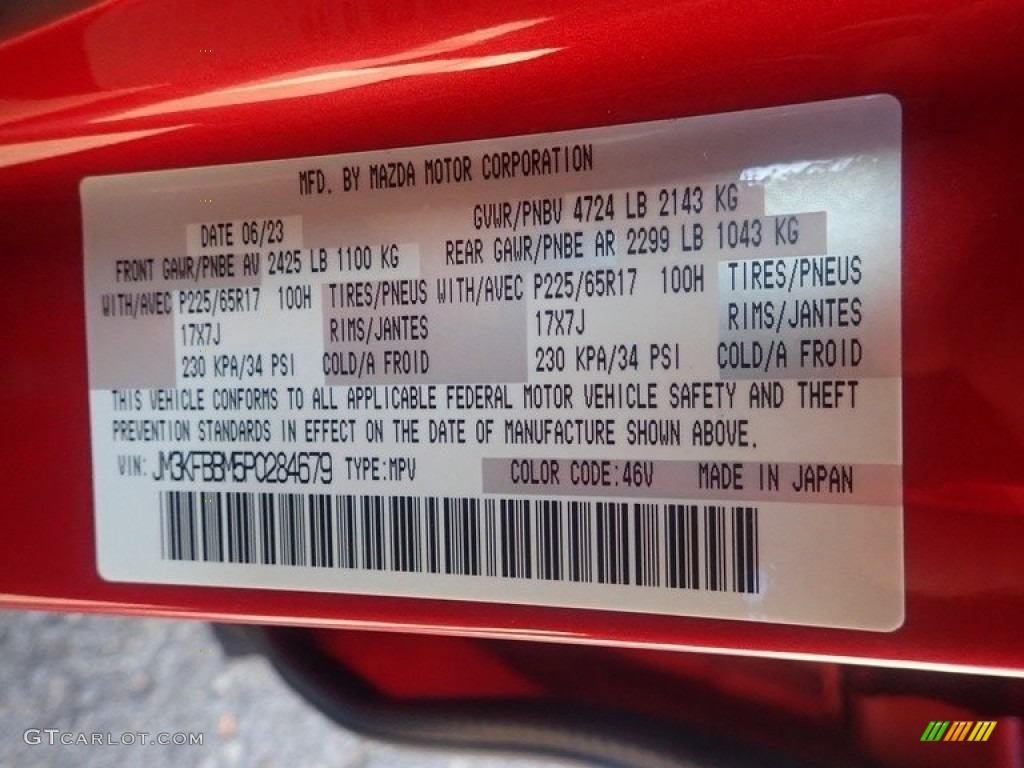 MFD. BY MAZDA MOTOR CORPORATION
DATE 06/23 GVWR/PNBV 4724 LB 2143 KG
FRONT GAWR/PNBE AV 2425 LB 1100 KG REAR GAWR/PNBE AR 2299 LB 1043 KG
WITH/AVEC P225/65R17 100H TIRES/PNEUS WITH/AVEC P225/65R17 100H TIRES/PNEUS
17X7J RIMS/JANTES 17X7J RIMS/JANTES
230 KPA/34 PSI COLD/A FROID 230 KPA/34 PSI COLD/A FROID
THIS VEHICLE CONFORMS TO ALL APPLICABLE FEDERAL MOTOR VEHICLE SAFETY AND THEFT
PREVENTION STANDARDS IN EFFECT ON THE DATE OF MANUFACTURE SHOWN ABOVE.
VIN: JM3KFBBM5P0284679 TYPE:MPV COLOR CODE:46V MADE IN JAPAN
GTCARLOT.COM